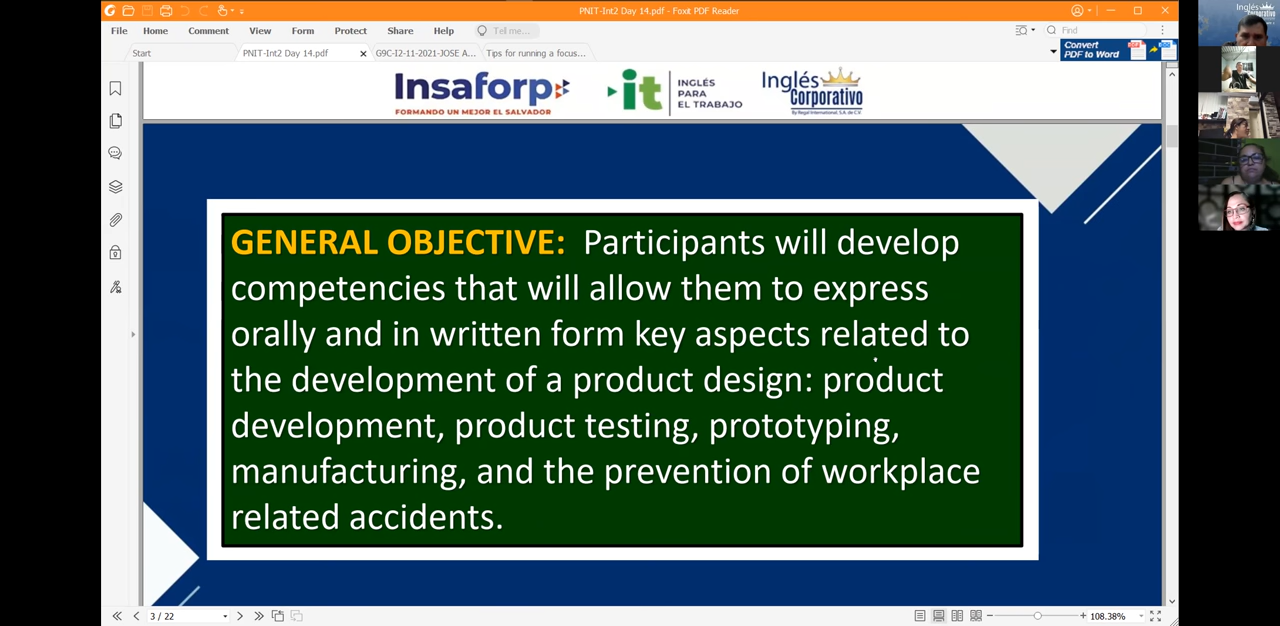 PNIT-Int2 Day 14.pdf - Foxit PDF Reader
File Home Comment View Form Protect Share Help Tell me... Find
Start PNIT-Int2 Day 14.pdf G9C-I2-11-2021-JOSE A... Tips for running a focus...
Convert
PDF to Word
Insaforp
FORMANDO UN MEJOR EL SALVADOR
it
INGLÉS
PARA
EL TRABAJO
Inglés
Corporativo
By Regal International, S.A. de C.V.
Inglés
Corporativo
GENERAL OBJECTIVE: Participants will develop
competencies that will allow them to express
orally and in written form key aspects related to
the development of a product design: product
development, product testing, prototyping,
manufacturing, and the prevention of workplace
related accidents.
3 / 22
108.38%